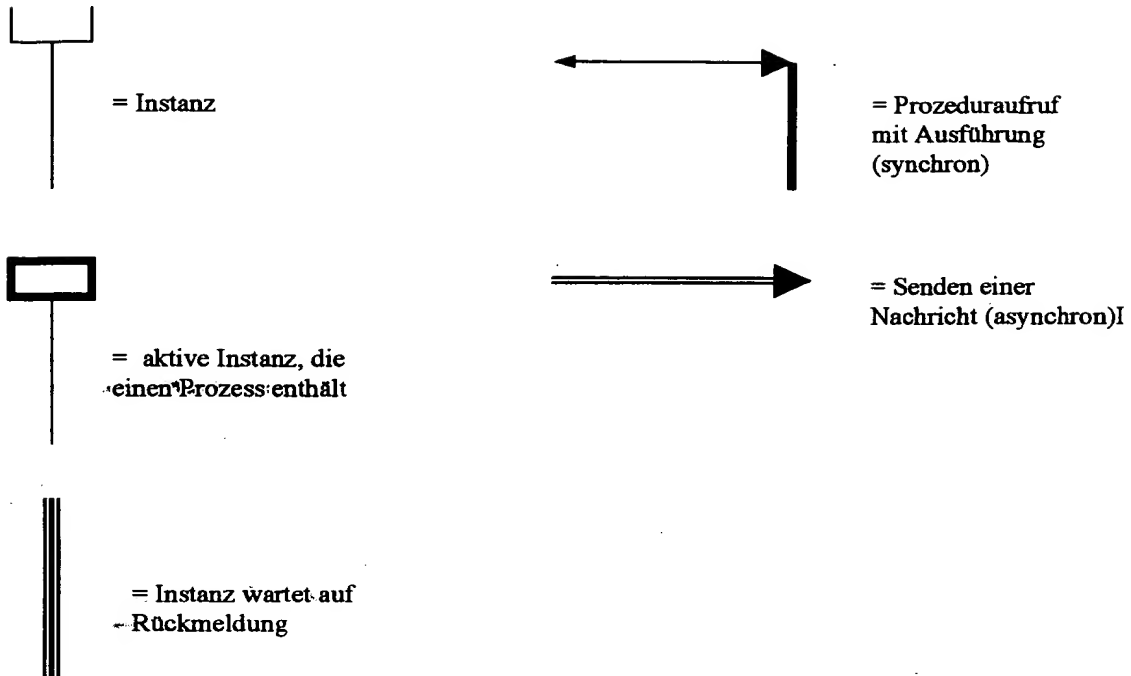 = Instanz
= Prozeduraufruf
mit Ausführung
(synchron)
= Senden einer
Nachricht (asynchron)I
= aktive Instanz, die
einen Prozess enthält
= Instanz wartet auf
Rückmeldung